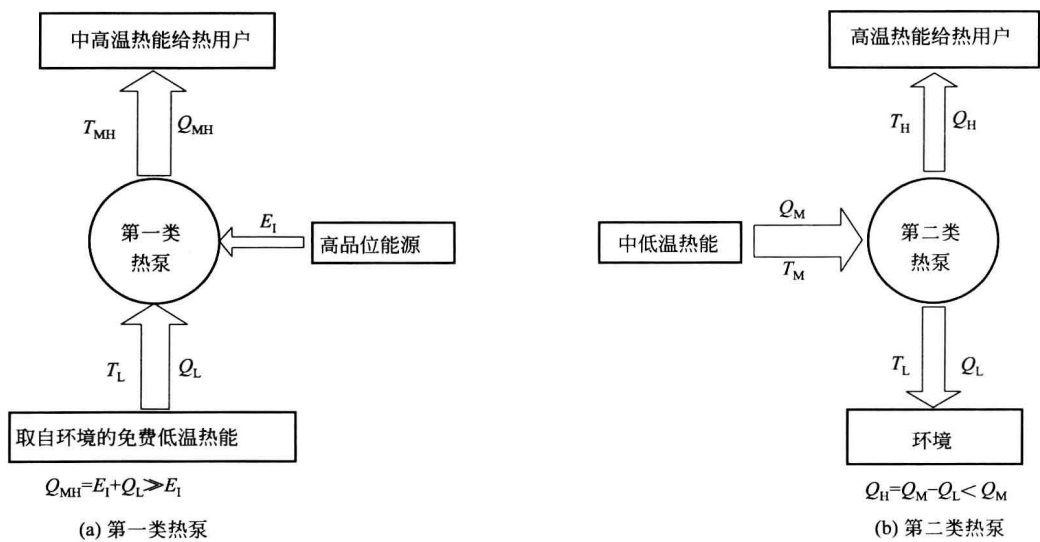 中高温热能给热用户
T_MH Q_MH
第一类
热泵
E_I
高品位能源
T_L Q_L
取自环境的免费低温热能
Q_MH=E_I+Q_L≫E_I
(a) 第一类热泵
高温热能给热用户
T_H Q_H
中低温热能
Q_M
T_M
第二类
热泵
T_L Q_L
环境
Q_H=Q_M–Q_L< Q_M
(b) 第二类热泵